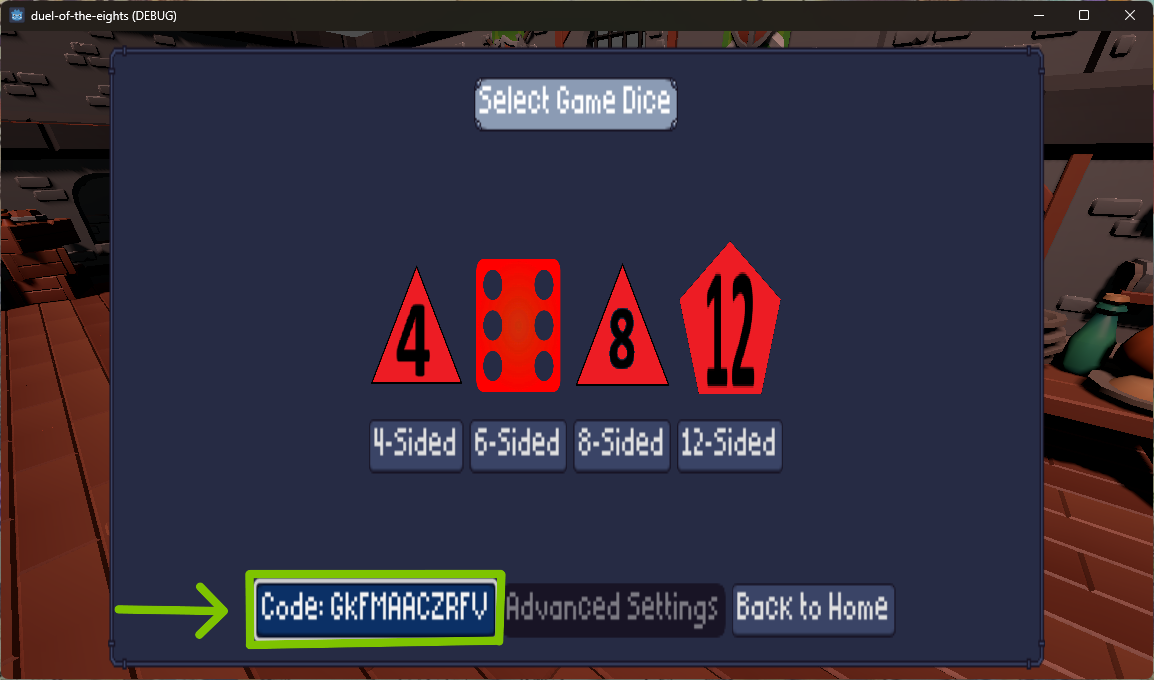 duel-of-the-eights (DEBUG)
Select Game Dice
4
8
12
4-Sided
6-Sided
8-Sided
12-Sided
Code: GKFMAACZRFV
Advanced Settings
Back to Home